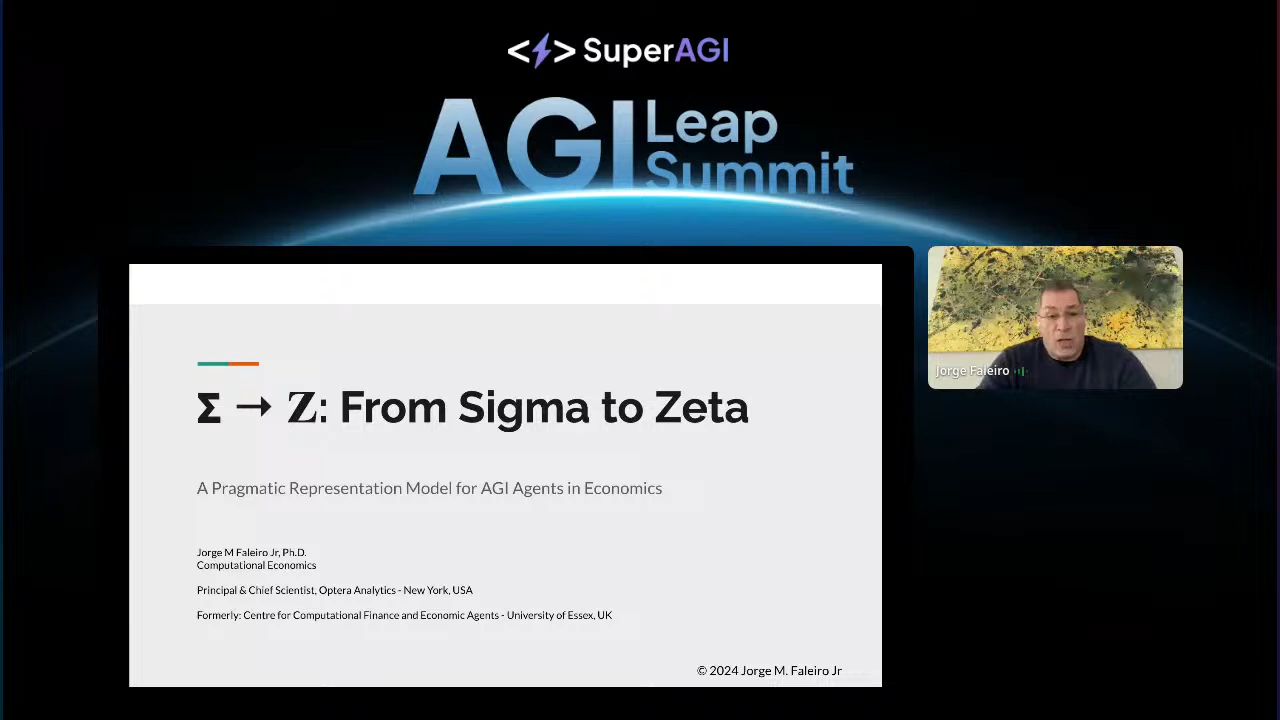 <⚡> SuperAGI
AGI Leap Summit
Σ → Z: From Sigma to Zeta
A Pragmatic Representation Model for AGI Agents in Economics
Jorge M Faleiro Jr, Ph.D.
Computational Economics
Principal & Chief Scientist, Optera Analytics - New York, USA
Formerly: Centre for Computational Finance and Economic Agents - University of Essex, UK
© 2024 Jorge M. Faleiro Jr
Jorge Faleiro